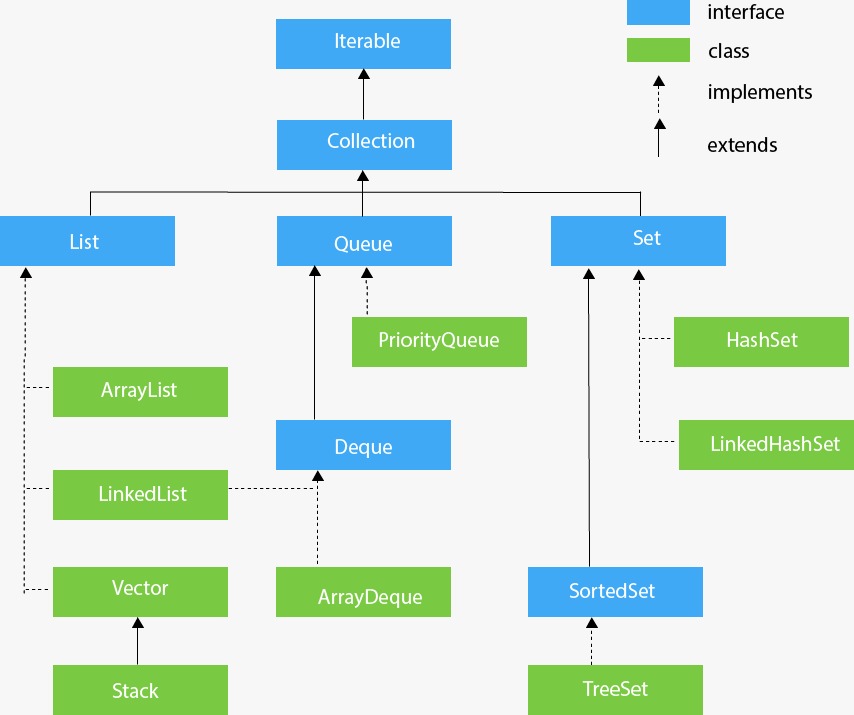 interface
Iterable
class
implements
Collection
extends
List
Queue
Set
PriorityQueue
HashSet
ArrayList
Deque
LinkedHashSet
LinkedList
Vector
ArrayDeque
SortedSet
Stack
TreeSet